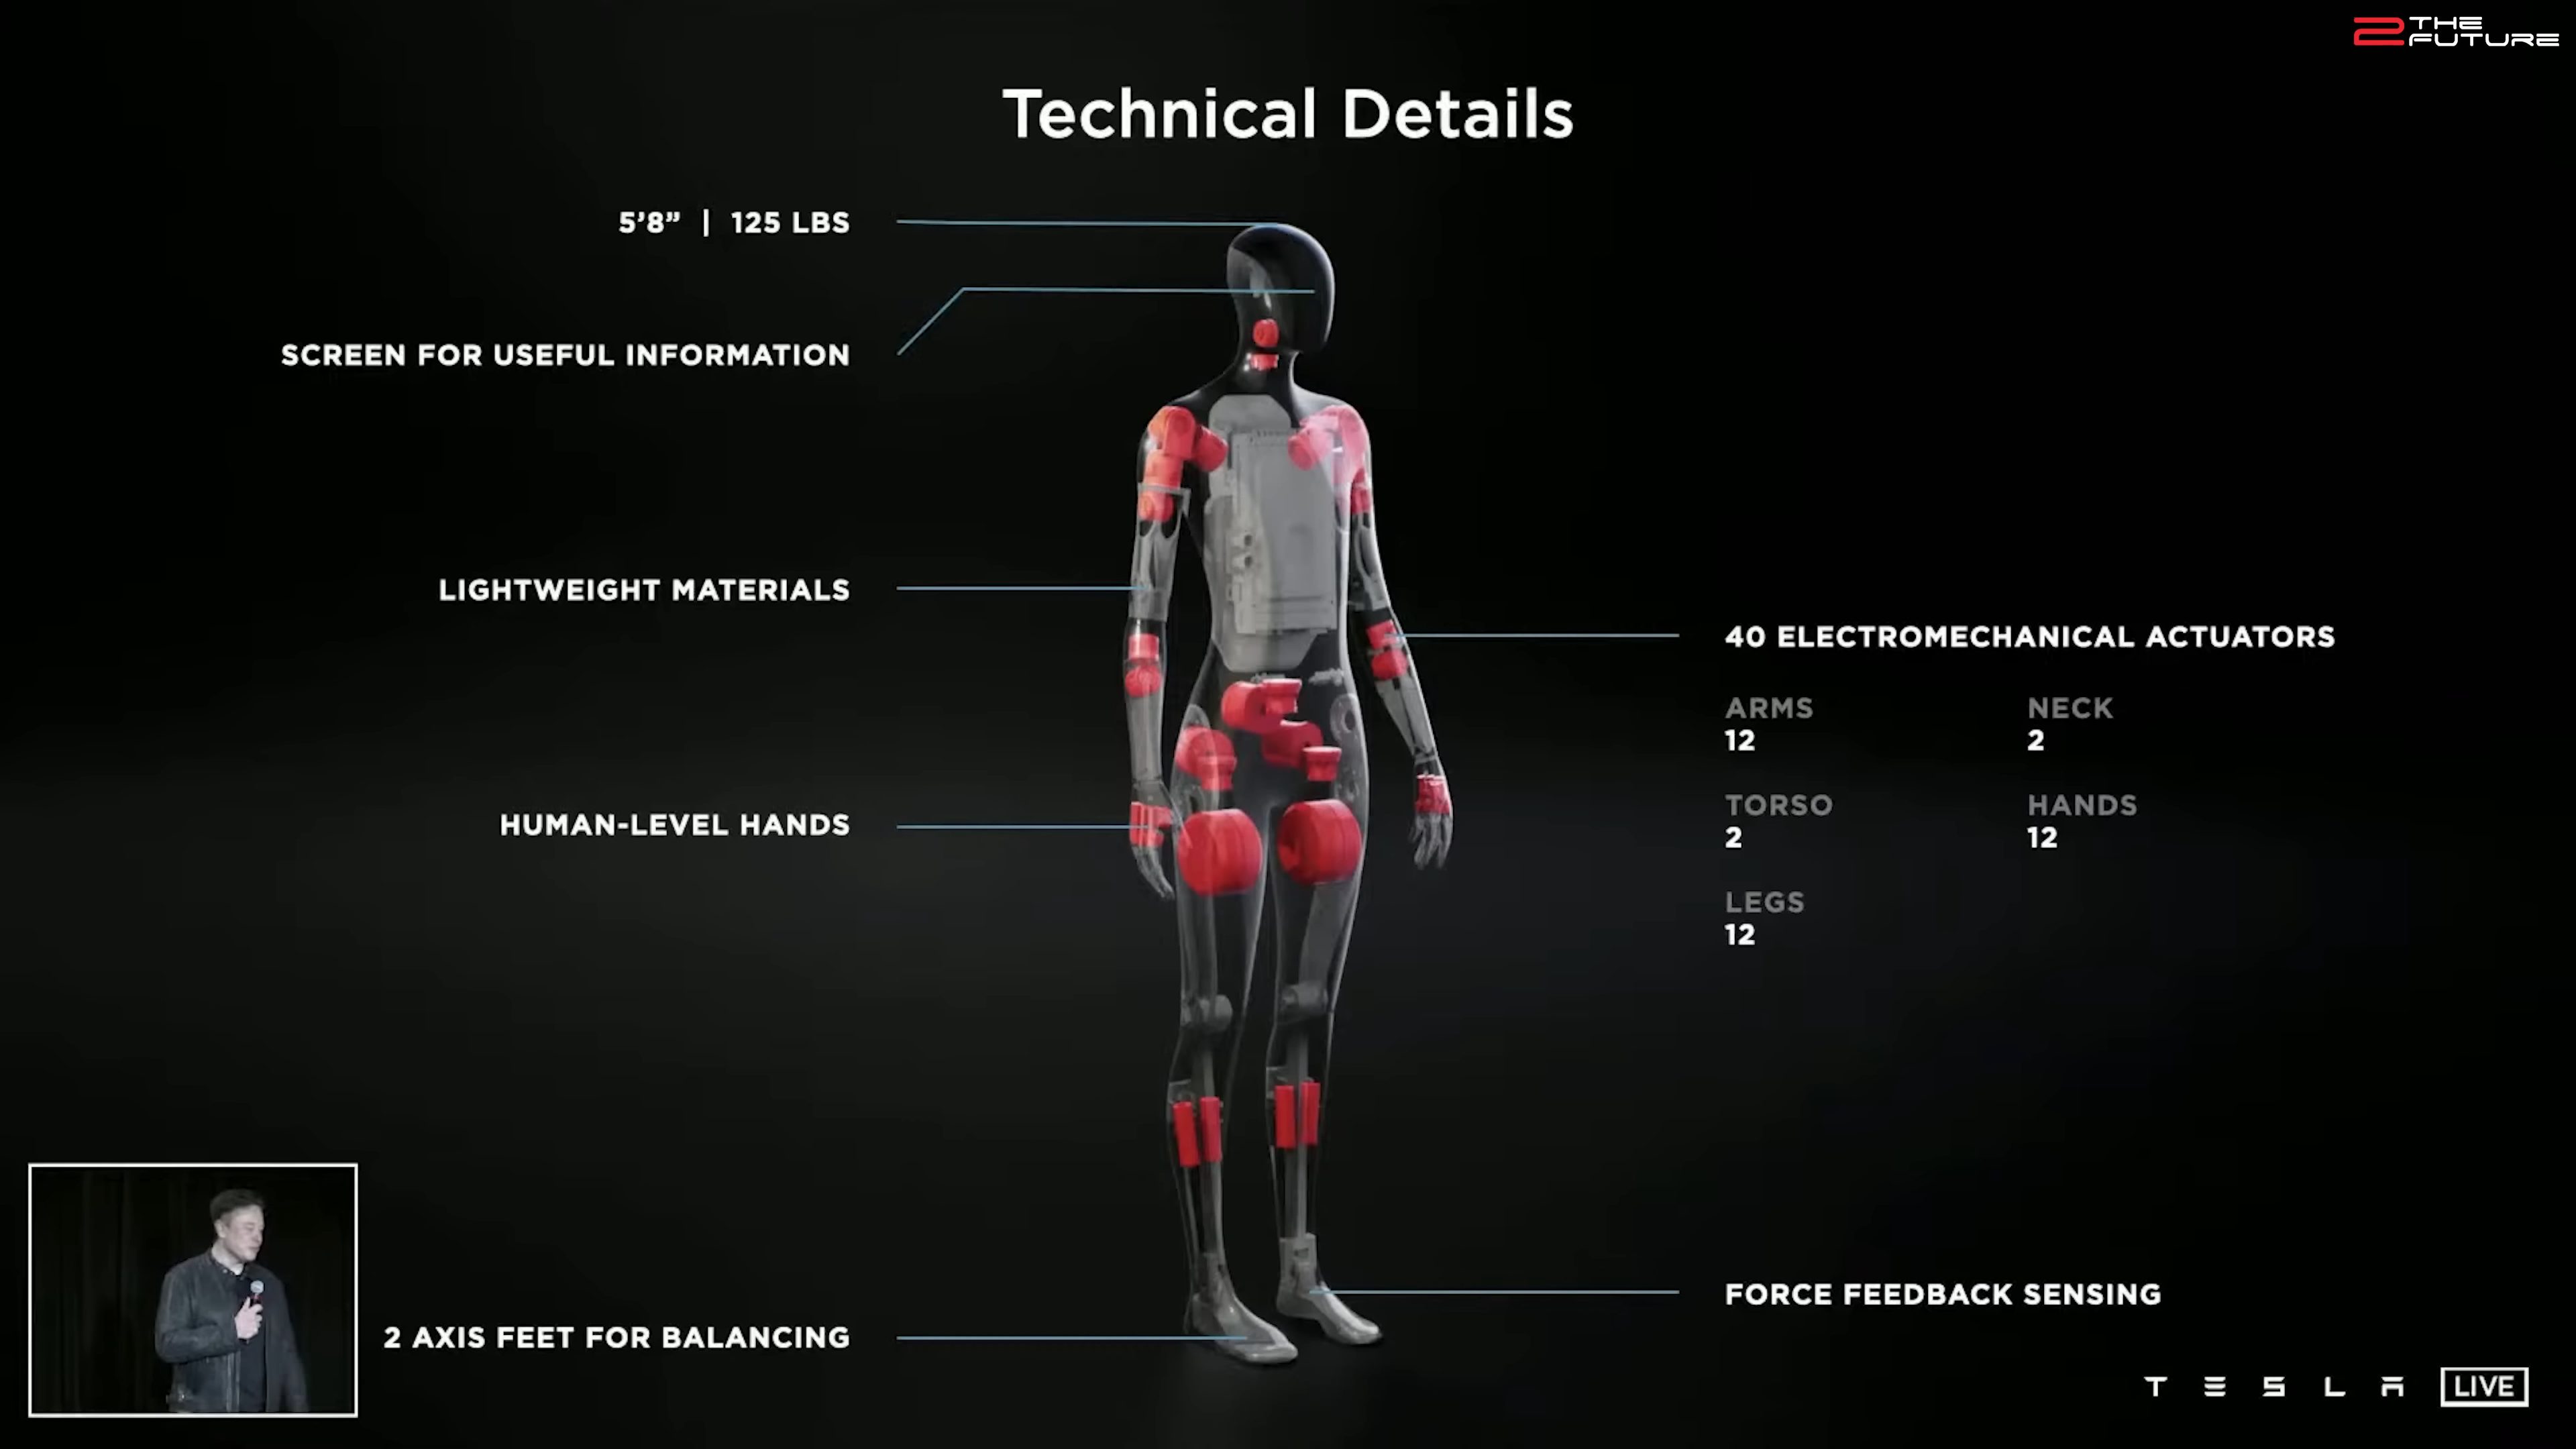 2 THE
FUTURE
Technical Details
5'8” | 125 LBS
SCREEN FOR USEFUL INFORMATION
LIGHTWEIGHT MATERIALS
HUMAN-LEVEL HANDS
2 AXIS FEET FOR BALANCING
40 ELECTROMECHANICAL ACTUATORS
ARMS NECK
12 2
TORSO HANDS
2 12
LEGS
12
FORCE FEEDBACK SENSING
TESLA LIVE